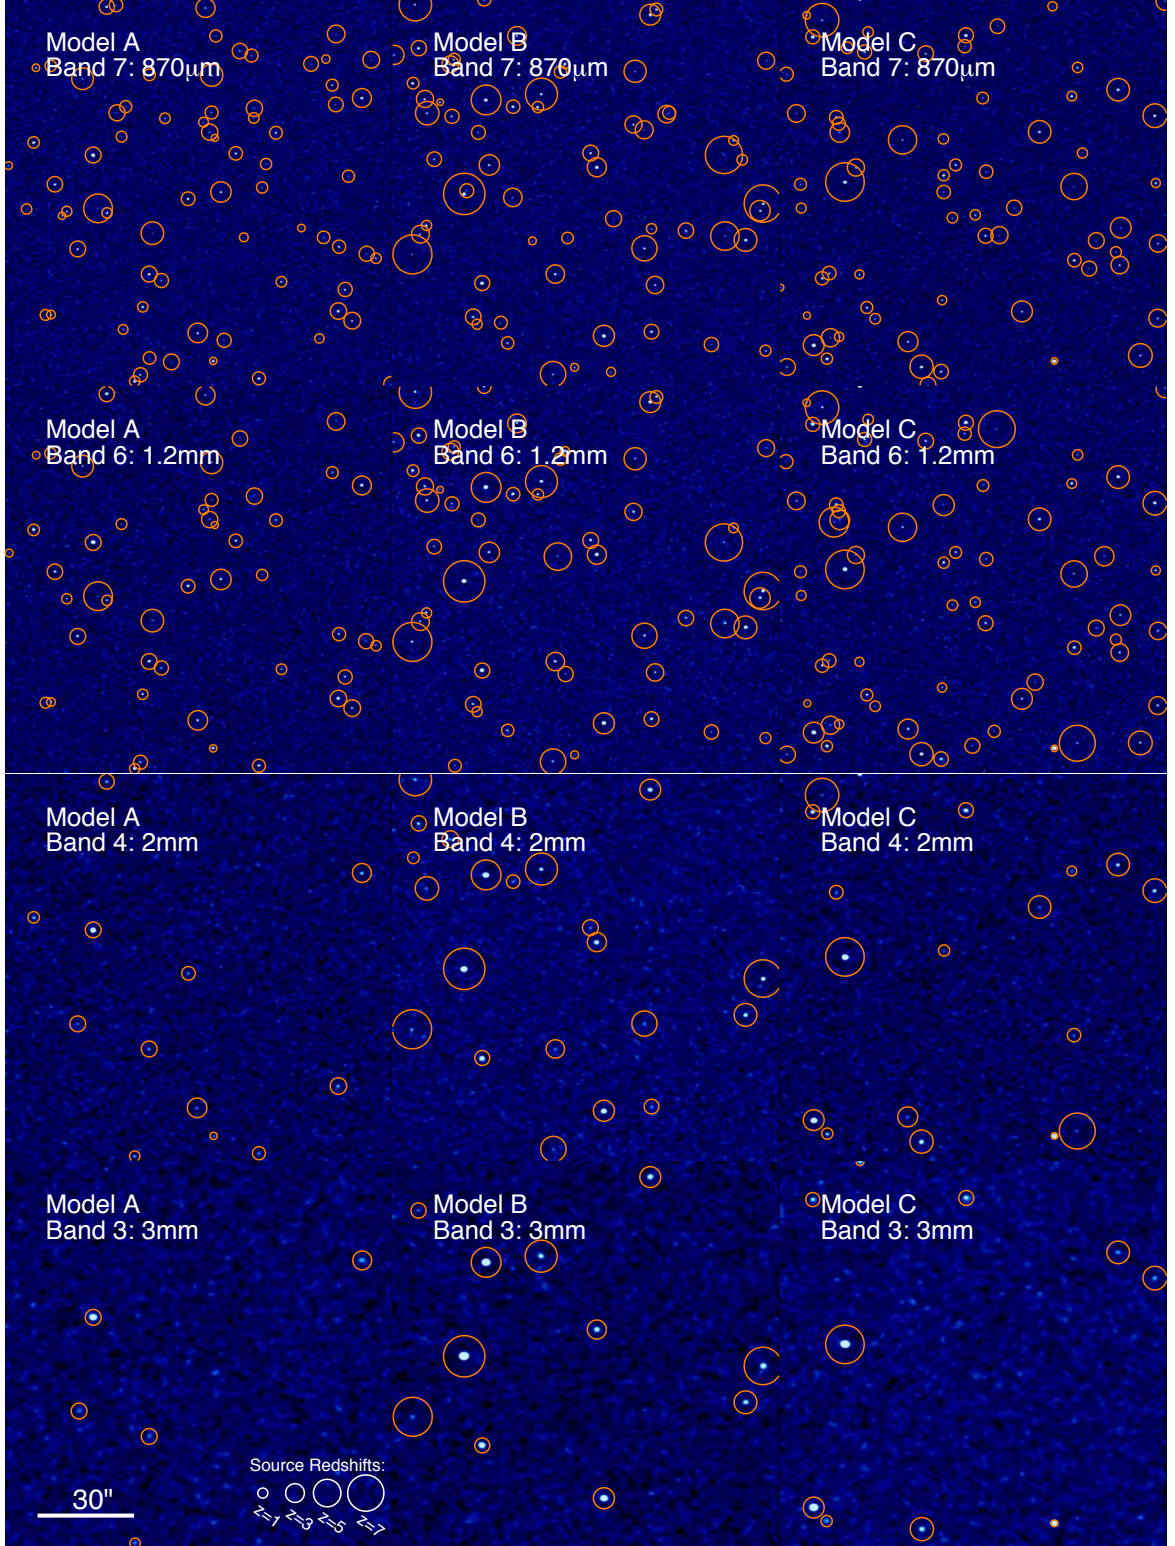 Model A
Band 7: 870μm
Model B
Band 7: 870μm
Model C
Band 7: 870μm
Model A
Band 6: 1.2mm
Model B
Band 6: 1.2mm
Model C
Band 6: 1.2mm
Model A
Band 4: 2mm
Model B
Band 4: 2mm
Model C
Band 4: 2mm
Model A
Band 3: 3mm
Model B
Band 3: 3mm
Model C
Band 3: 3mm
Source Redshifts:
z=1 z=3 z=5 z=7
30"